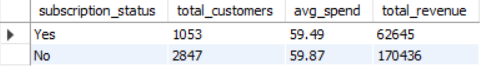 subscription_status total_customers avg_spend total_revenue
Yes 1053 59.49 62645
No 2847 59.87 170436